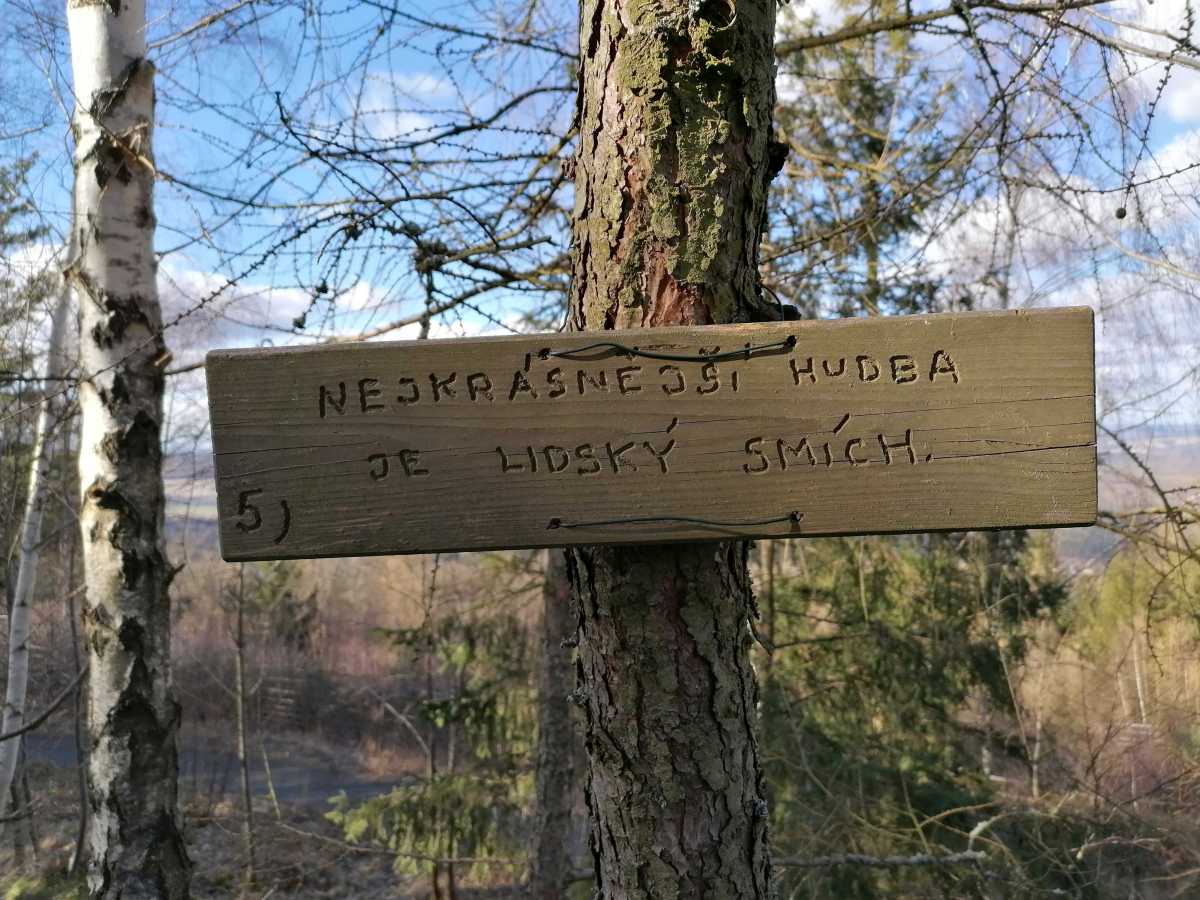 NEJKRÁSNĚJŠÍ HUDBA
JE LIDSKÝ SMÍCH.
5)